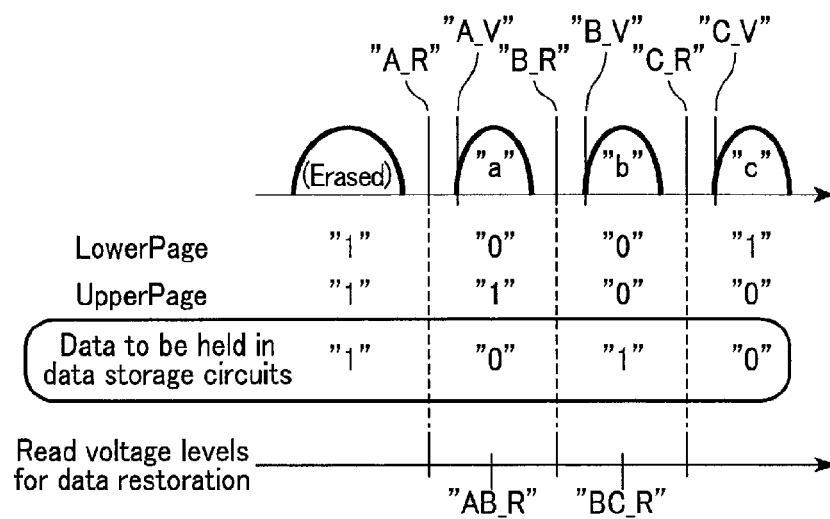 "A_V" "B_V" "C_V"
"A_R" "B_R" "C_R"
(Erased) "a" "b" "c"
LowerPage "1" "0" "0" "1"
UpperPage "1" "1" "0" "0"
Data to be held in
data storage circuits "1" "0" "1" "0"
Read voltage levels
for data restoration
"AB_R" "BC_R"